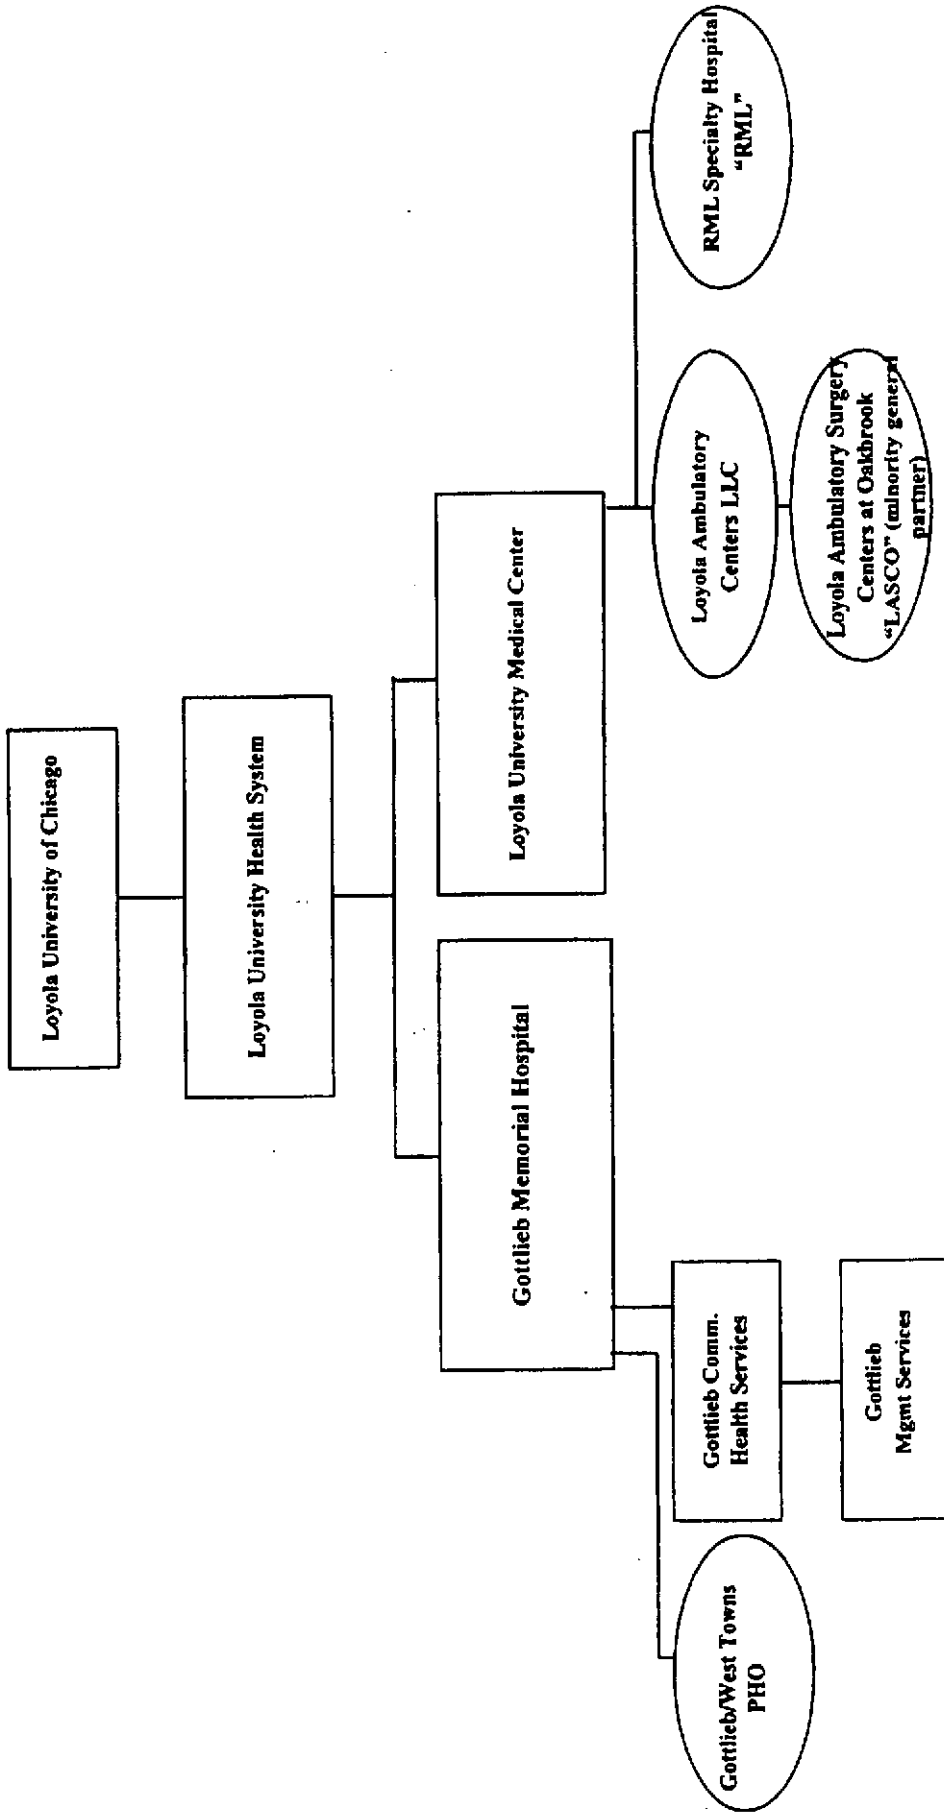 Loyola University of Chicago
Loyola University Health System
Gottlieb Memorial Hospital
Loyola University Medical Center
Gottlieb/West Towns
PHO
Gottlieb Comm.
Health Services
Gottlieb
Mgmt Services
Loyola Ambulatory
Centers LLC
Loyola Ambulatory Surgery
Centers at Oakbrook
“LASCO” (minority general
partner)
RML Specialty Hospital
“RML”